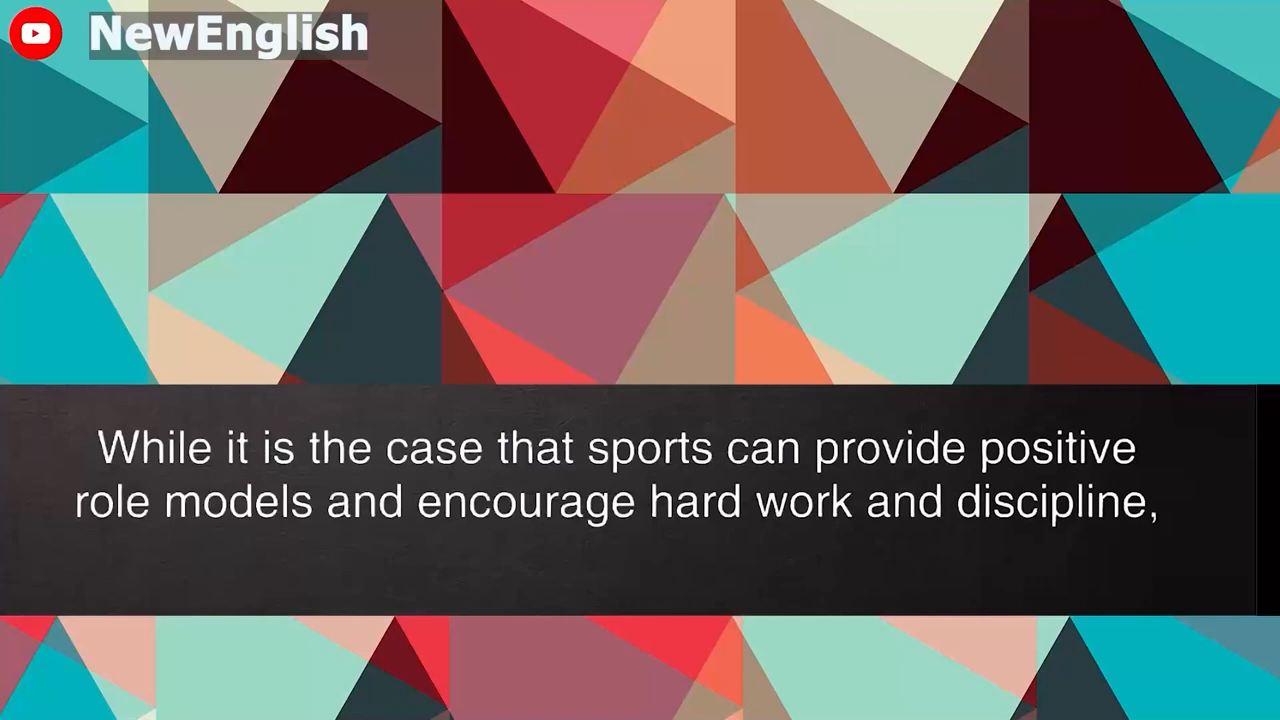 NewEnglish
While it is the case that sports can provide positive
role models and encourage hard work and discipline,